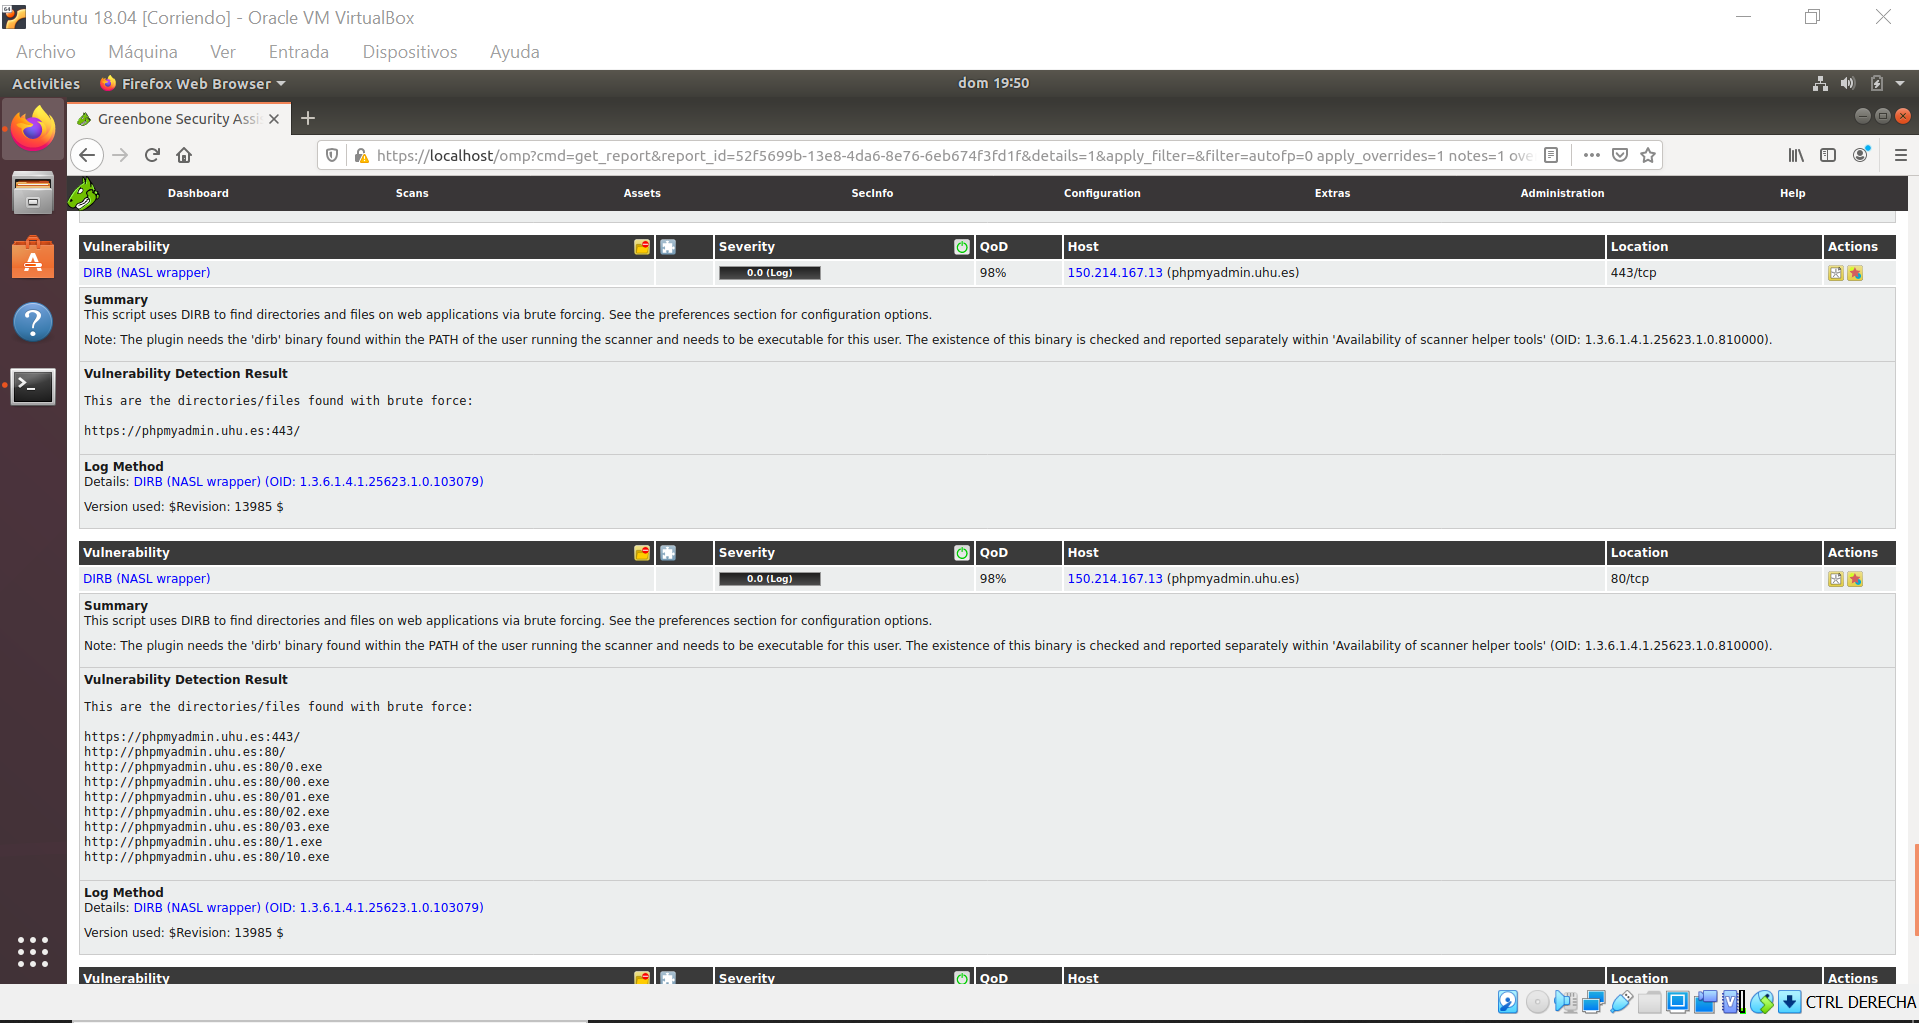 ubuntu 18.04 [Corriendo] - Oracle VM VirtualBox
Archivo Máquina Ver Entrada Dispositivos Ayuda
Activities Firefox Web Browser dom 19:50
Greenbone Security Assi
https://localhost/omp?cmd=get_report&report_id=52f5699b-13e8-4da6-8e76-6eb674f3fd1f&details=1&apply_filter=&filter=autofp=0 apply_overrides=1 notes=1 ove
Dashboard Scans Assets SecInfo Configuration Extras Administration Help
Vulnerability Severity QoD Host Location Actions
DIRB (NASL wrapper) 0.0 (Log) 98% 150.214.167.13 (phpmyadmin.uhu.es) 443/tcp
Summary
This script uses DIRB to find directories and files on web applications via brute forcing. See the preferences section for configuration options.
Note: The plugin needs the 'dirb' binary found within the PATH of the user running the scanner and needs to be executable for this user. The existence of this binary is checked and reported separately within 'Availability of scanner helper tools' (OID: 1.3.6.1.4.1.25623.1.0.810000).
Vulnerability Detection Result
This are the directories/files found with brute force:
https://phpmyadmin.uhu.es:443/
Log Method
Details: DIRB (NASL wrapper) (OID: 1.3.6.1.4.1.25623.1.0.103079)
Version used: $Revision: 13985 $
Vulnerability Severity QoD Host Location Actions
DIRB (NASL wrapper) 0.0 (Log) 98% 150.214.167.13 (phpmyadmin.uhu.es) 80/tcp
Summary
This script uses DIRB to find directories and files on web applications via brute forcing. See the preferences section for configuration options.
Note: The plugin needs the 'dirb' binary found within the PATH of the user running the scanner and needs to be executable for this user. The existence of this binary is checked and reported separately within 'Availability of scanner helper tools' (OID: 1.3.6.1.4.1.25623.1.0.810000).
Vulnerability Detection Result
This are the directories/files found with brute force:
https://phpmyadmin.uhu.es:443/
http://phpmyadmin.uhu.es:80/
http://phpmyadmin.uhu.es:80/0.exe
http://phpmyadmin.uhu.es:80/00.exe
http://phpmyadmin.uhu.es:80/01.exe
http://phpmyadmin.uhu.es:80/02.exe
http://phpmyadmin.uhu.es:80/03.exe
http://phpmyadmin.uhu.es:80/1.exe
http://phpmyadmin.uhu.es:80/10.exe
Log Method
Details: DIRB (NASL wrapper) (OID: 1.3.6.1.4.1.25623.1.0.103079)
Version used: $Revision: 13985 $
Vulnerability Severity QoD Host Location Actions
CTRL DERECHA